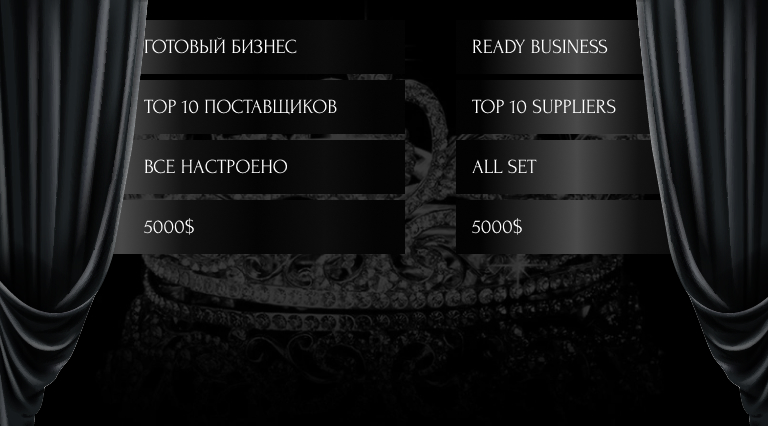 ГОТОВЫЙ БИЗНЕС
TOP 10 ПОСТАВЩИКОВ
ВСЕ НАСТРОЕНО
5000$
READY BUSINESS
TOP 10 SUPPLIERS
ALL SET
5000$